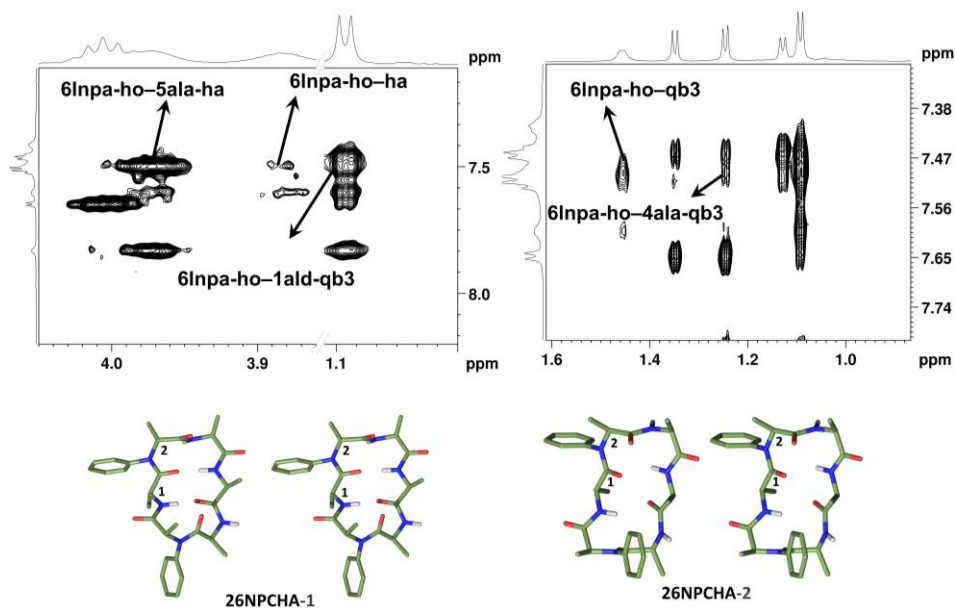 ppm
6lnpa-ho–5ala-ha
6lnpa-ho–ha
6lnpa-ho–1ald-qb3
7.5
8.0
4.0
3.9
1.1
ppm
ppm
6lnpa-ho–qb3
6lnpa-ho–4ala-qb3
7.38
7.47
7.56
7.65
7.74
1.6
1.4
1.2
1.0
ppm
2
1
2
1
26NPCHA-1
2
1
2
1
26NPCHA-2